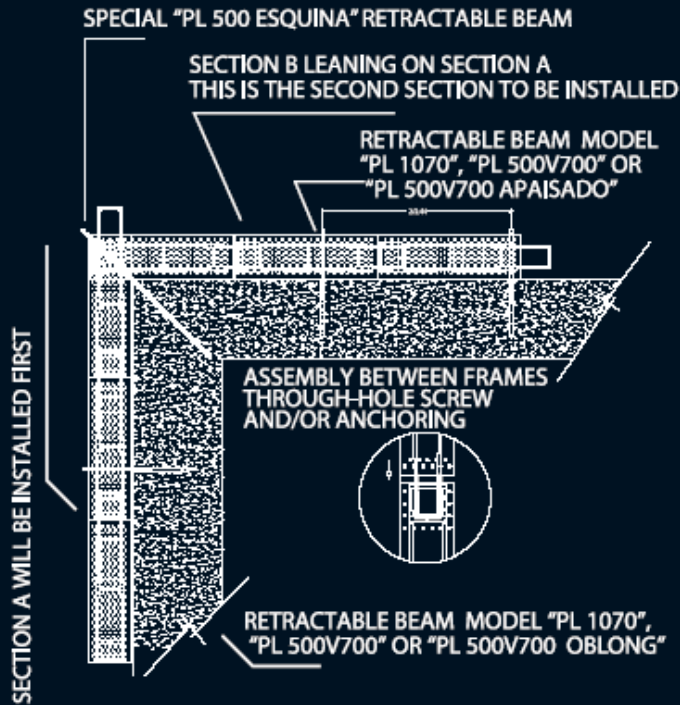 SPECIAL “PL 500 ESQUINA” RETRACTABLE BEAM
SECTION B LEANING ON SECTION A
THIS IS THE SECOND SECTION TO BE INSTALLED
RETRACTABLE BEAM MODEL
“PL 1070”, “PL 500V700” OR
“PL 500V700 APAISADO”
SECTION A WILL BE INSTALLED FIRST
ASSEMBLY BETWEEN FRAMES
THROUGH-HOLE SCREW
AND/OR ANCHORING
RETRACTABLE BEAM MODEL “PL 1070”,
“PL 500V700” OR “PL 500V700 OBLONG”